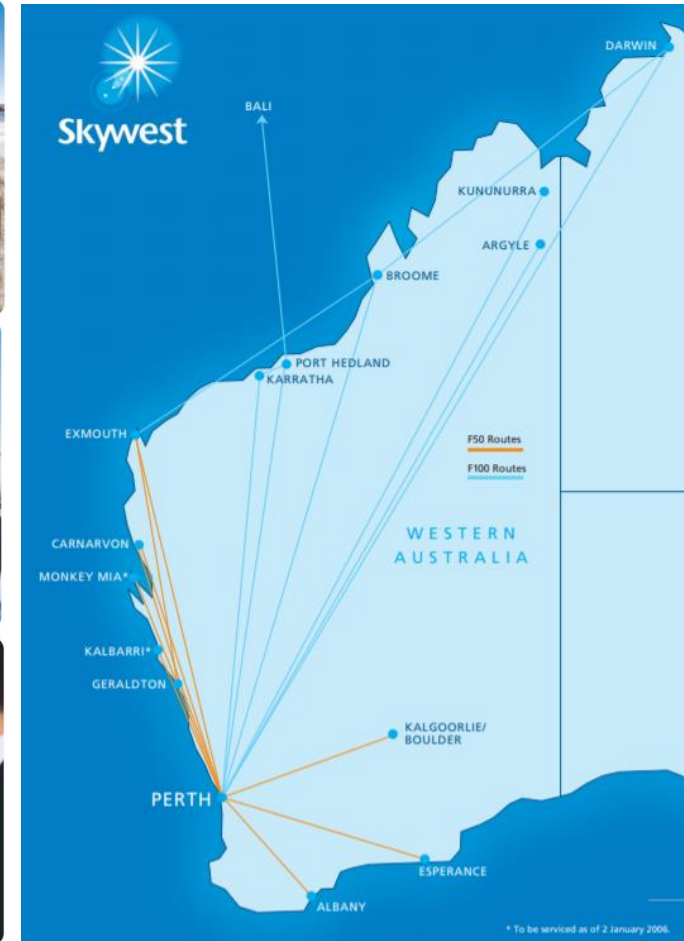 Skywest
DARWIN
BALI
KUNUNURRA
ARGYLE
BROOME
PORT HEDLAND
KARRATHA
EXMOUTH
F50 Routes
F100 Routes
WESTERN
AUSTRALIA
CARNARVON
MONKEY MIA*
KALBARRI*
GERALDTON
KALGOORLIE/
BOULDER
PERTH
ESPERANCE
ALBANY
* To be serviced as of 2 January 2006.